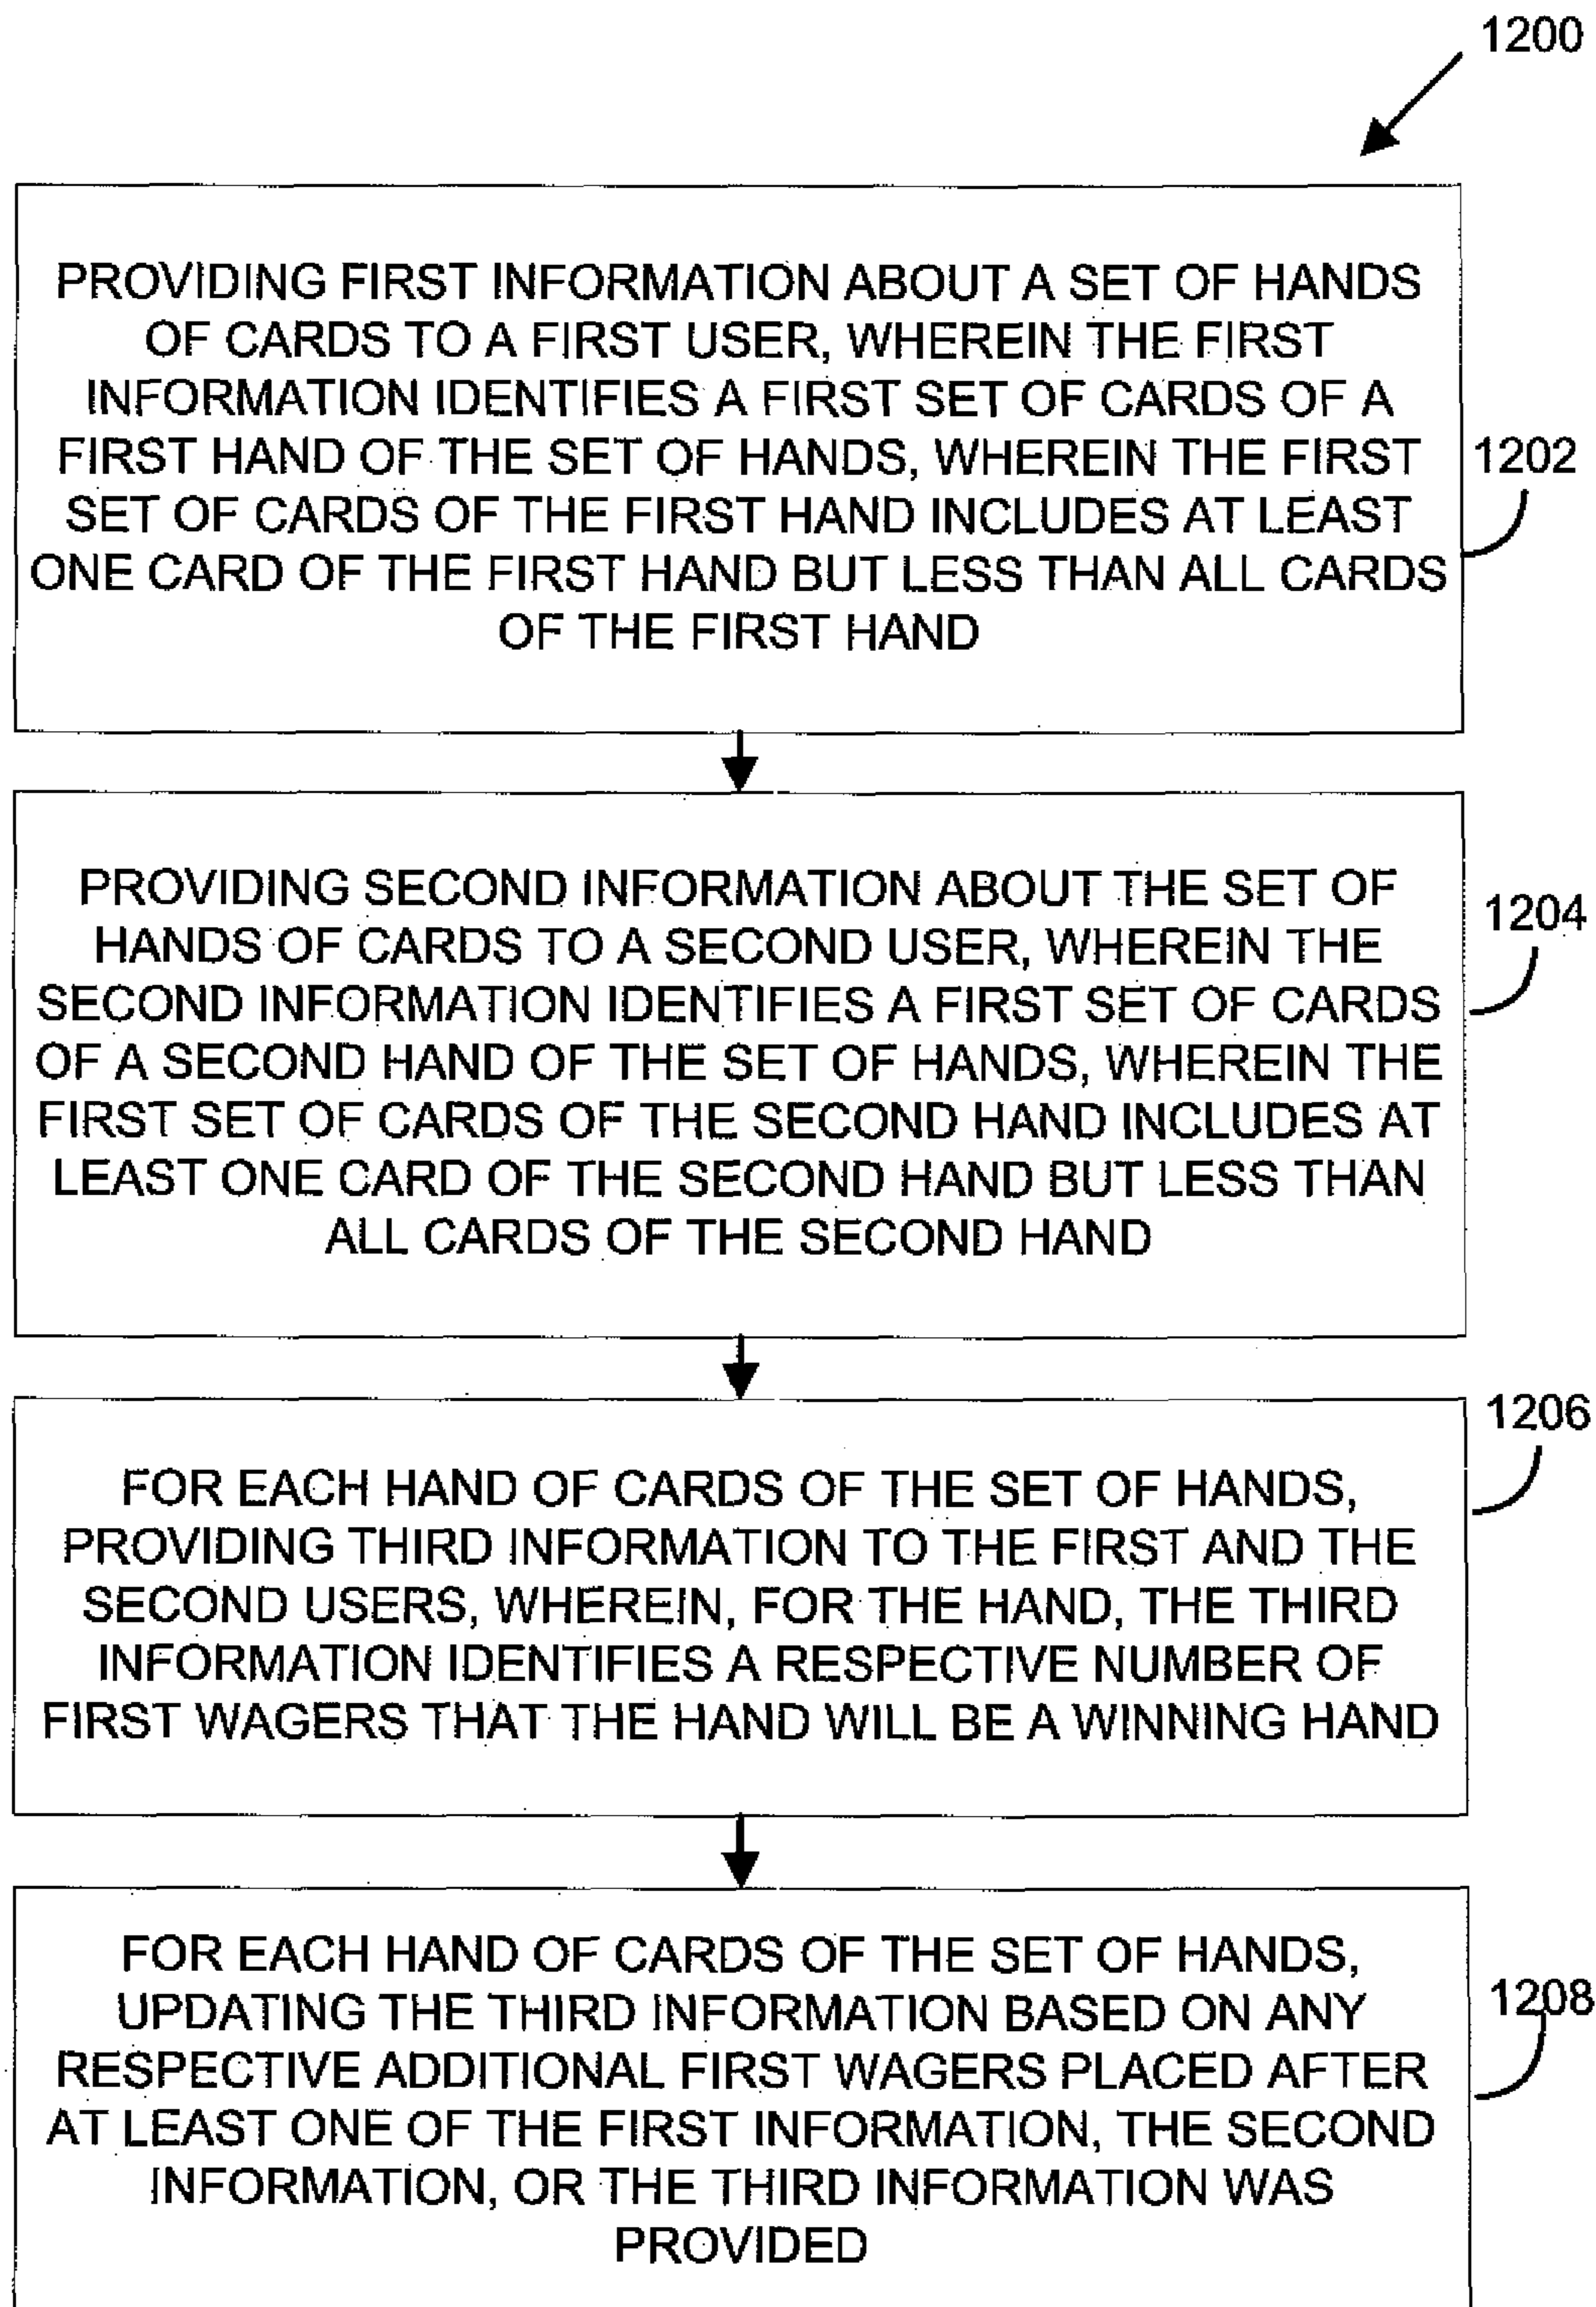 1200
PROVIDING FIRST INFORMATION ABOUT A SET OF HANDS
OF CARDS TO A FIRST USER, WHEREIN THE FIRST
INFORMATION IDENTIFIES A FIRST SET OF CARDS OF A
FIRST HAND OF THE SET OF HANDS, WHEREIN THE FIRST
SET OF CARDS OF THE FIRST HAND INCLUDES AT LEAST
ONE CARD OF THE FIRST HAND BUT LESS THAN ALL CARDS
OF THE FIRST HAND
1202
PROVIDING SECOND INFORMATION ABOUT THE SET OF
HANDS OF CARDS TO A SECOND USER, WHEREIN THE
SECOND INFORMATION IDENTIFIES A FIRST SET OF CARDS
OF A SECOND HAND OF THE SET OF HANDS, WHEREIN THE
FIRST SET OF CARDS OF THE SECOND HAND INCLUDES AT
LEAST ONE CARD OF THE SECOND HAND BUT LESS THAN
ALL CARDS OF THE SECOND HAND
1204
FOR EACH HAND OF CARDS OF THE SET OF HANDS,
PROVIDING THIRD INFORMATION TO THE FIRST AND THE
SECOND USERS, WHEREIN, FOR THE HAND, THE THIRD
INFORMATION IDENTIFIES A RESPECTIVE NUMBER OF
FIRST WAGERS THAT THE HAND WILL BE A WINNING HAND
1206
FOR EACH HAND OF CARDS OF THE SET OF HANDS,
UPDATING THE THIRD INFORMATION BASED ON ANY
RESPECTIVE ADDITIONAL FIRST WAGERS PLACED AFTER
AT LEAST ONE OF THE FIRST INFORMATION, THE SECOND
INFORMATION, OR THE THIRD INFORMATION WAS
PROVIDED
1208